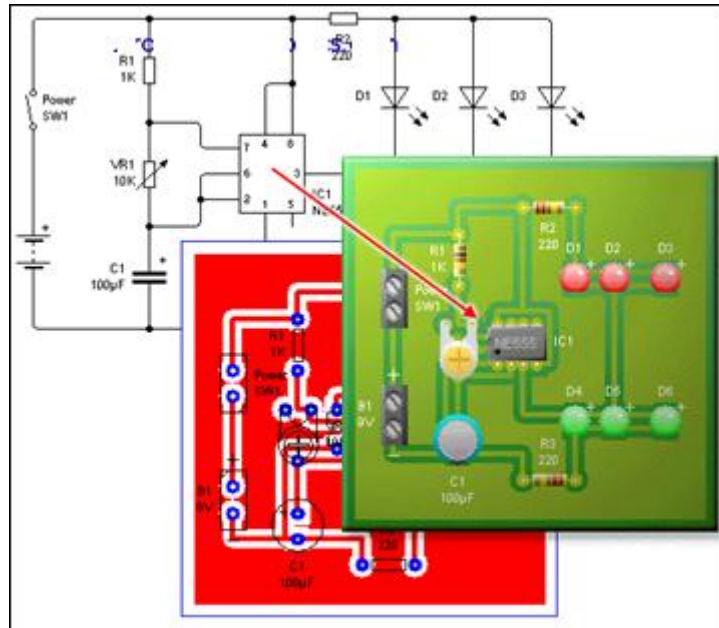 R2
220
R1
1K
D1
D2
D3
Power
SW1
4
8
7
VR1
10K
6
3
2
IC1
1
5
+
C1
100µF
+
R2
220
R1
1K
D1
D2
D3
Power
SW1
NE555
IC1
B1
9V
D4
D5
D6
R3
220
C1
100µF
R1
1K
Power
SW1
B1
9V
220
C1
100µF